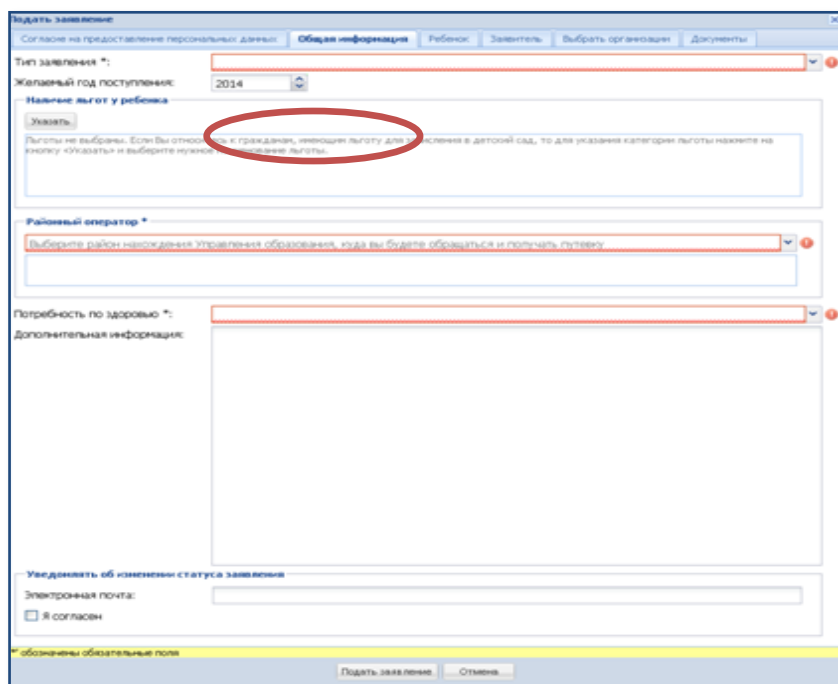 Подать заявление
Согласие на предоставление персональных данных Общая информация Ребенок Заявитель Выбрать организации Документы
Тип заявления *:
Желаемый год поступления: 2014
Наличие льгот у ребенка
Указать
Льготы не выбраны. Если Вы относитесь к гражданам, имеющим льготу для зачисления в детский сад, то для указания категории льготы нажмите на
кнопку «Указать» и выберите нужное наименование льготы.
Районный оператор *
Выберите район нахождения Управления образования, куда вы будете обращаться и получать путевку
Потребность по здоровью *:
Дополнительная информация:
Уведомлять об изменении статуса заявления
Электронная почта:
Я согласен
* обозначены обязательные поля
Подать заявление Отмена